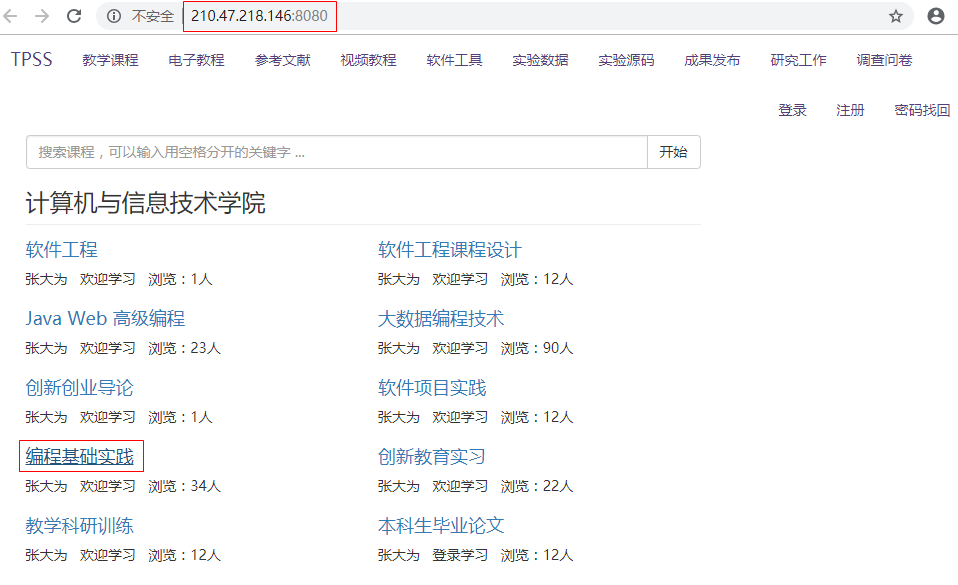 不安全 210.47.218.146:8080
TPSS 教学课程 电子教程 参考文献 视频教程 软件工具 实验数据 实验源码 成果发布 研究工作 调查问卷
登录 注册 密码找回
搜索课程，可以输入用空格分开的关键字 ... 开始
计算机与信息技术学院
软件工程 软件工程课程设计
张大为 欢迎学习 浏览：1人 张大为 欢迎学习 浏览：12人
Java Web 高级编程 大数据编程技术
张大为 欢迎学习 浏览：23人 张大为 欢迎学习 浏览：90人
创新创业导论 软件项目实践
张大为 欢迎学习 浏览：1人 张大为 欢迎学习 浏览：12人
编程基础实践 创新教育实习
张大为 欢迎学习 浏览：34人 张大为 欢迎学习 浏览：22人
教学科研训练 本科生毕业论文
张大为 欢迎学习 浏览：12人 张大为 登录学习 浏览：12人